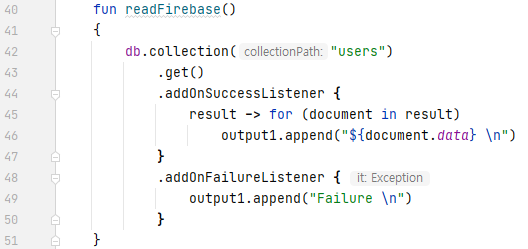 40 fun readFirebase()
41 {
42 db.collection( collectionPath: "users")
43 .get()
44 .addOnSuccessListener {
45 result -> for (document in result)
46 output1.append("${document.data} \n")
47 }
48 .addOnFailureListener { it: Exception
49 output1.append("Failure \n")
50 }
51 }